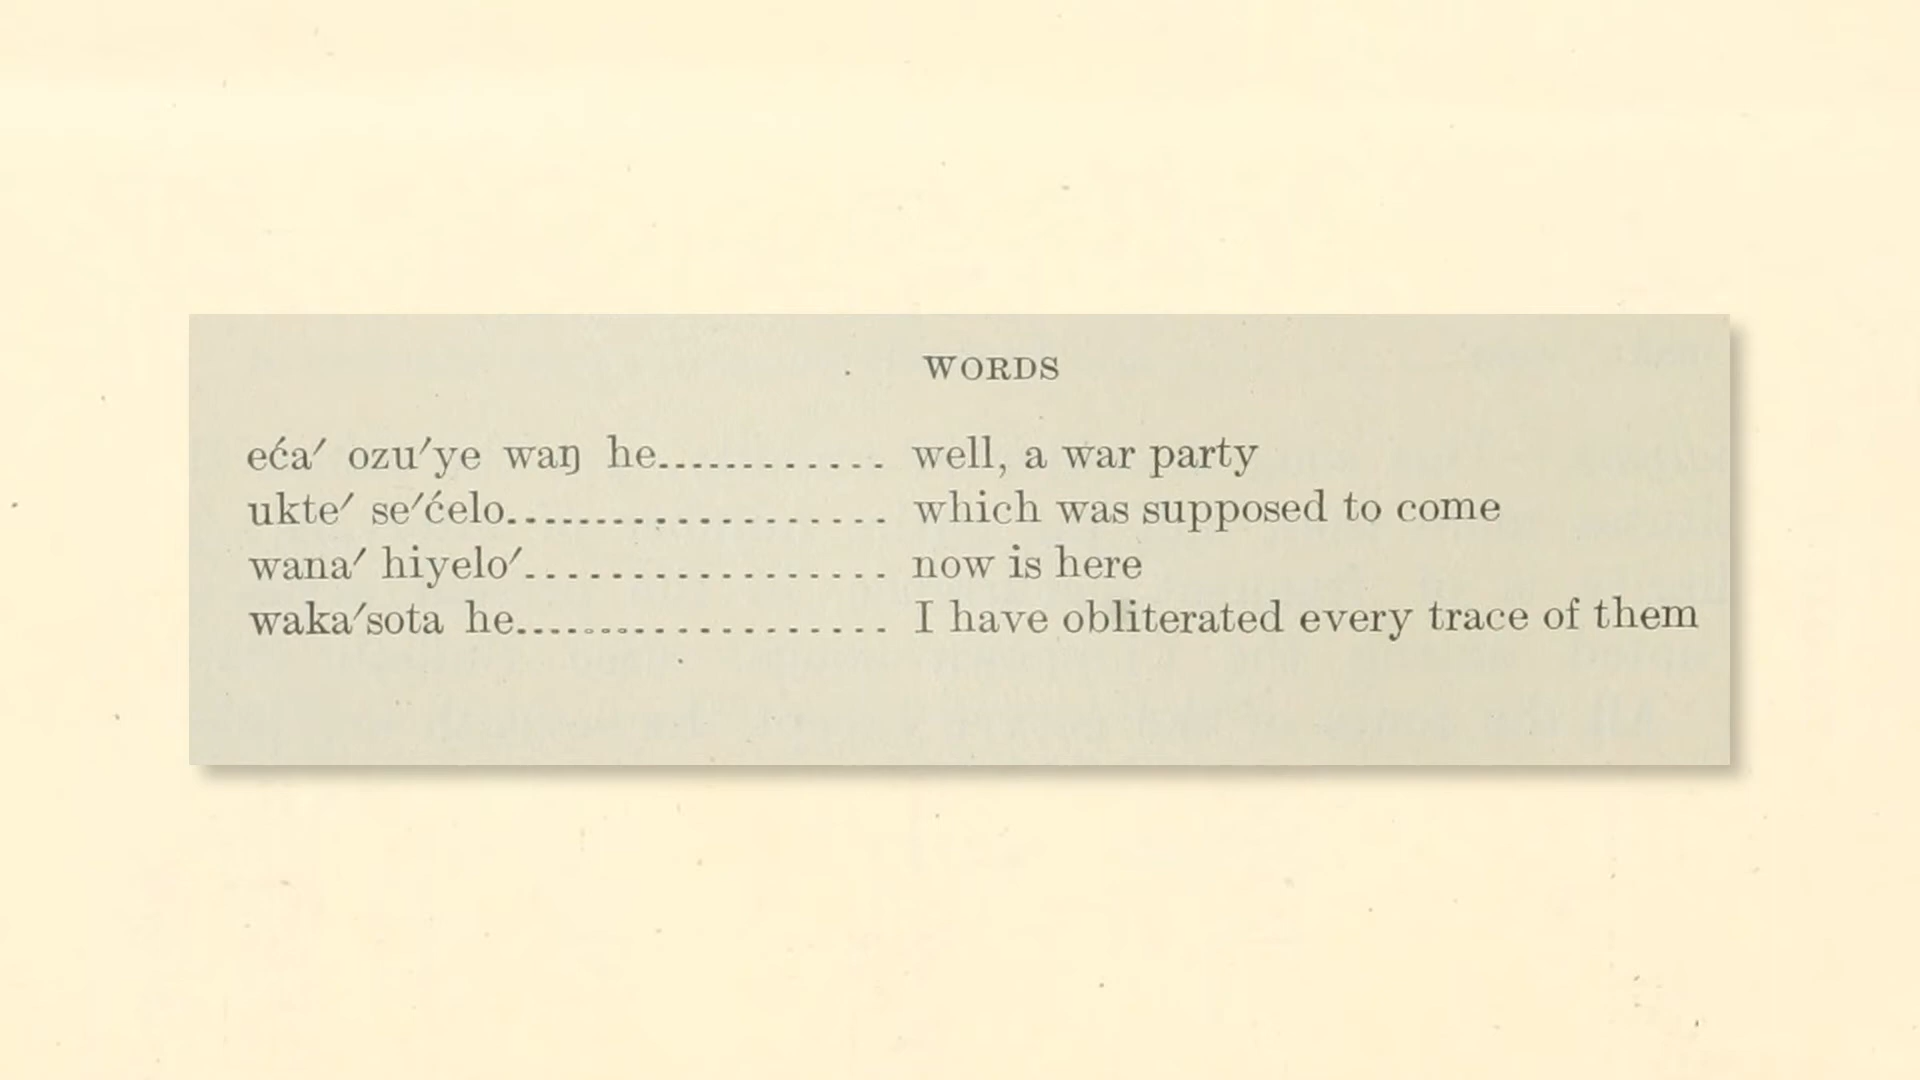 WORDS
eća′ ozu′ye waŋ he............ well, a war party
ukte′ se′ćelo................... which was supposed to come
wana′ hiyelo′.................. now is here
waka′sota he................... I have obliterated every trace of them